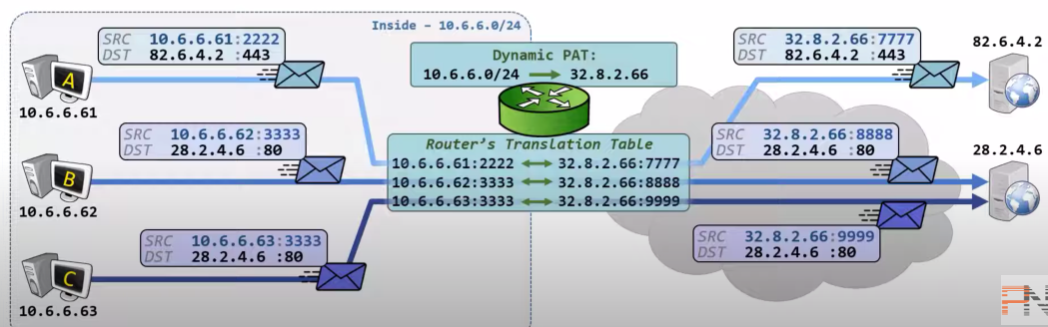 Inside – 10.6.6.0/24
SRC 10.6.6.61:2222
DST 82.6.4.2 :443
A
10.6.6.61
SRC 10.6.6.62:3333
DST 28.2.4.6 :80
B
10.6.6.62
SRC 10.6.6.63:3333
DST 28.2.4.6 :80
C
10.6.6.63
Dynamic PAT:
10.6.6.0/24 → 32.8.2.66
Router's Translation Table
10.6.6.61:2222 ↔ 32.8.2.66:7777
10.6.6.62:3333 ↔ 32.8.2.66:8888
10.6.6.63:3333 ↔ 32.8.2.66:9999
SRC 32.8.2.66:7777
DST 82.6.4.2 :443
82.6.4.2
SRC 32.8.2.66:8888
DST 28.2.4.6 :80
28.2.4.6
SRC 32.8.2.66:9999
DST 28.2.4.6 :80
PN